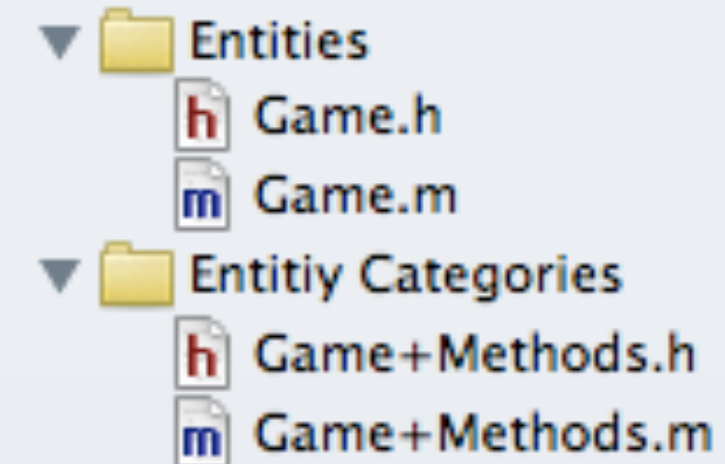 Entities
h Game.h
m Game.m
Entitiy Categories
h Game+Methods.h
m Game+Methods.m